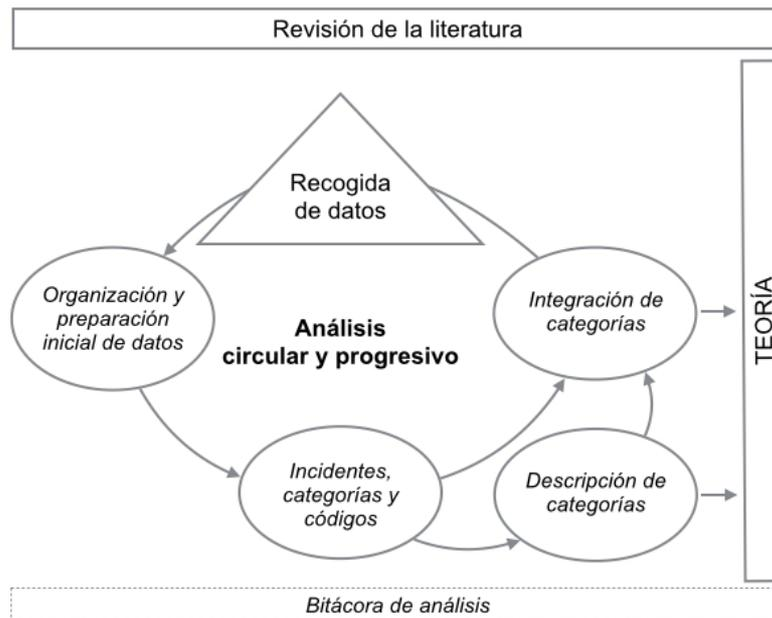 Revisión de la literatura
Recogida
de datos
Organización y
preparación
inicial de datos
Análisis
circular y progresivo
Integración de
categorías
TEORÍA
Incidentes,
categorías y
códigos
Descripción de
categorías
Bitácora de análisis